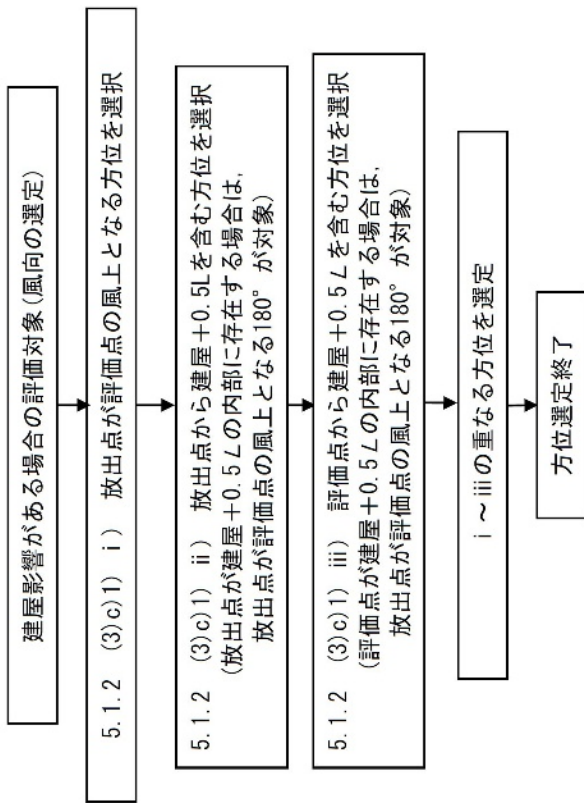 建屋影響がある場合の評価対象(風向の選定)
5.1.2 (3)c)1) ⅰ) 放出点が評価点の風上となる方位を選択
5.1.2 (3)c)1) ⅱ) 放出点から建屋+0.5Lを含む方位を選択
(放出点が建屋+0.5Lの内部に存在する場合は,
放出点が評価点の風上となる180°が対象)
5.1.2 (3)c)1) ⅲ) 評価点から建屋+0.5Lを含む方位を選択
(評価点が建屋+0.5Lの内部に存在する場合は,
放出点が評価点の風上となる180°が対象)
ⅰ~ⅲの重なる方位を選定
方位選定終了